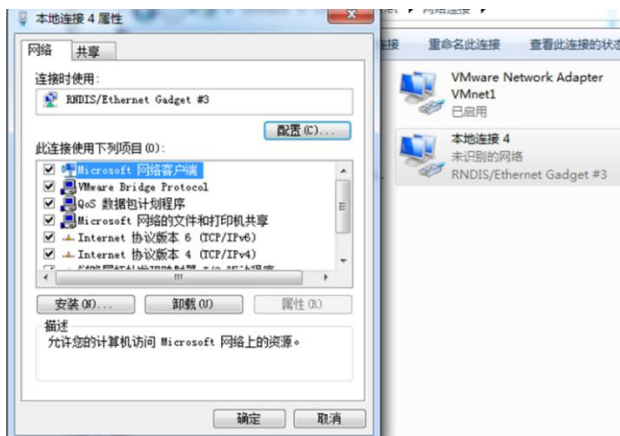 本地连接 4 属性
网络
共享
连接时使用:
RNDIS/Ethernet Gadget #3
配置(C)...
此连接使用下列项目(O):
Microsoft 网络客户端
VMware Bridge Protocol
QoS 数据包计划程序
Microsoft 网络的文件和打印机共享
Internet 协议版本 6 (TCP/IPv6)
Internet 协议版本 4 (TCP/IPv4)
安装(N)...
卸载(U)
属性(R)
描述
允许您的计算机访问 Microsoft 网络上的资源。
确定
取消
网络连接
重命名此连接
查看此连接的状态
VMware Network Adapter
VMnet1
已启用
本地连接 4
未识别的网络
RNDIS/Ethernet Gadget #3